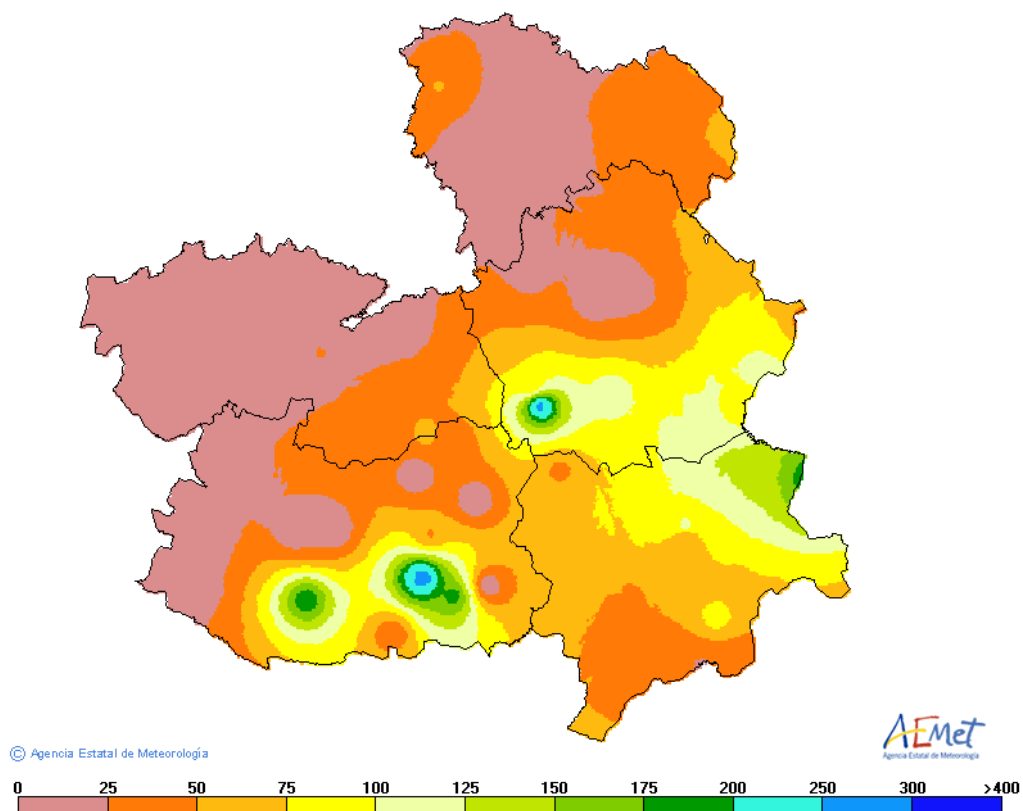 AEMet
Agencia Estatal de Meteorología
© Agencia Estatal de Meteorología
0 25 50 75 100 125 150 175 200 250 300 >400